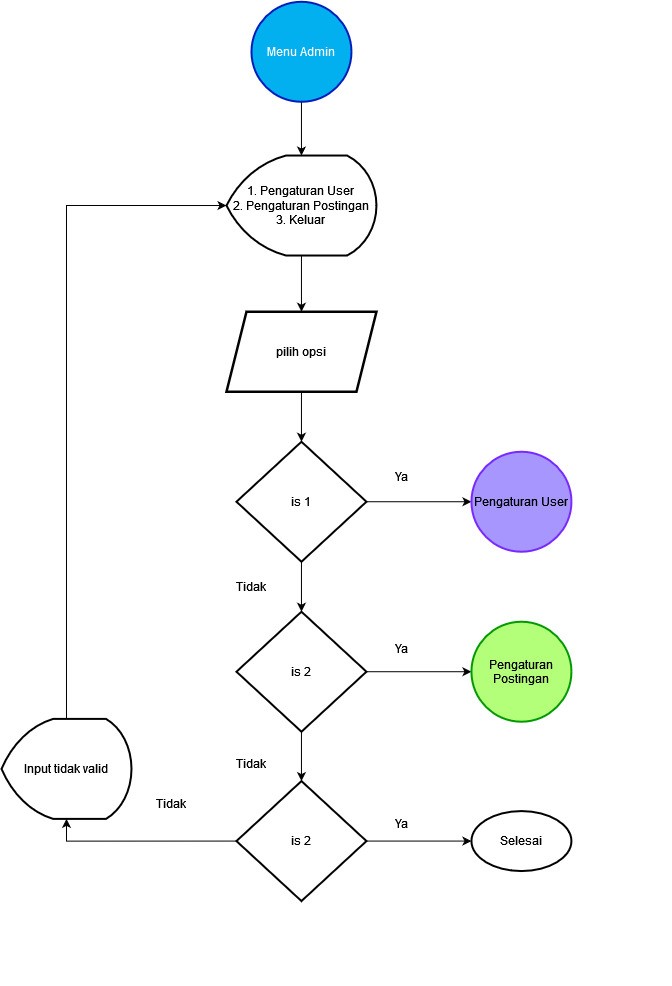 Menu Admin
1. Pengaturan User
2. Pengaturan Postingan
3. Keluar
pilih opsi
is 1
Ya
Pengaturan User
Tidak
is 2
Ya
Pengaturan
Postingan
Tidak
Input tidak valid
Tidak
is 2
Ya
Selesai